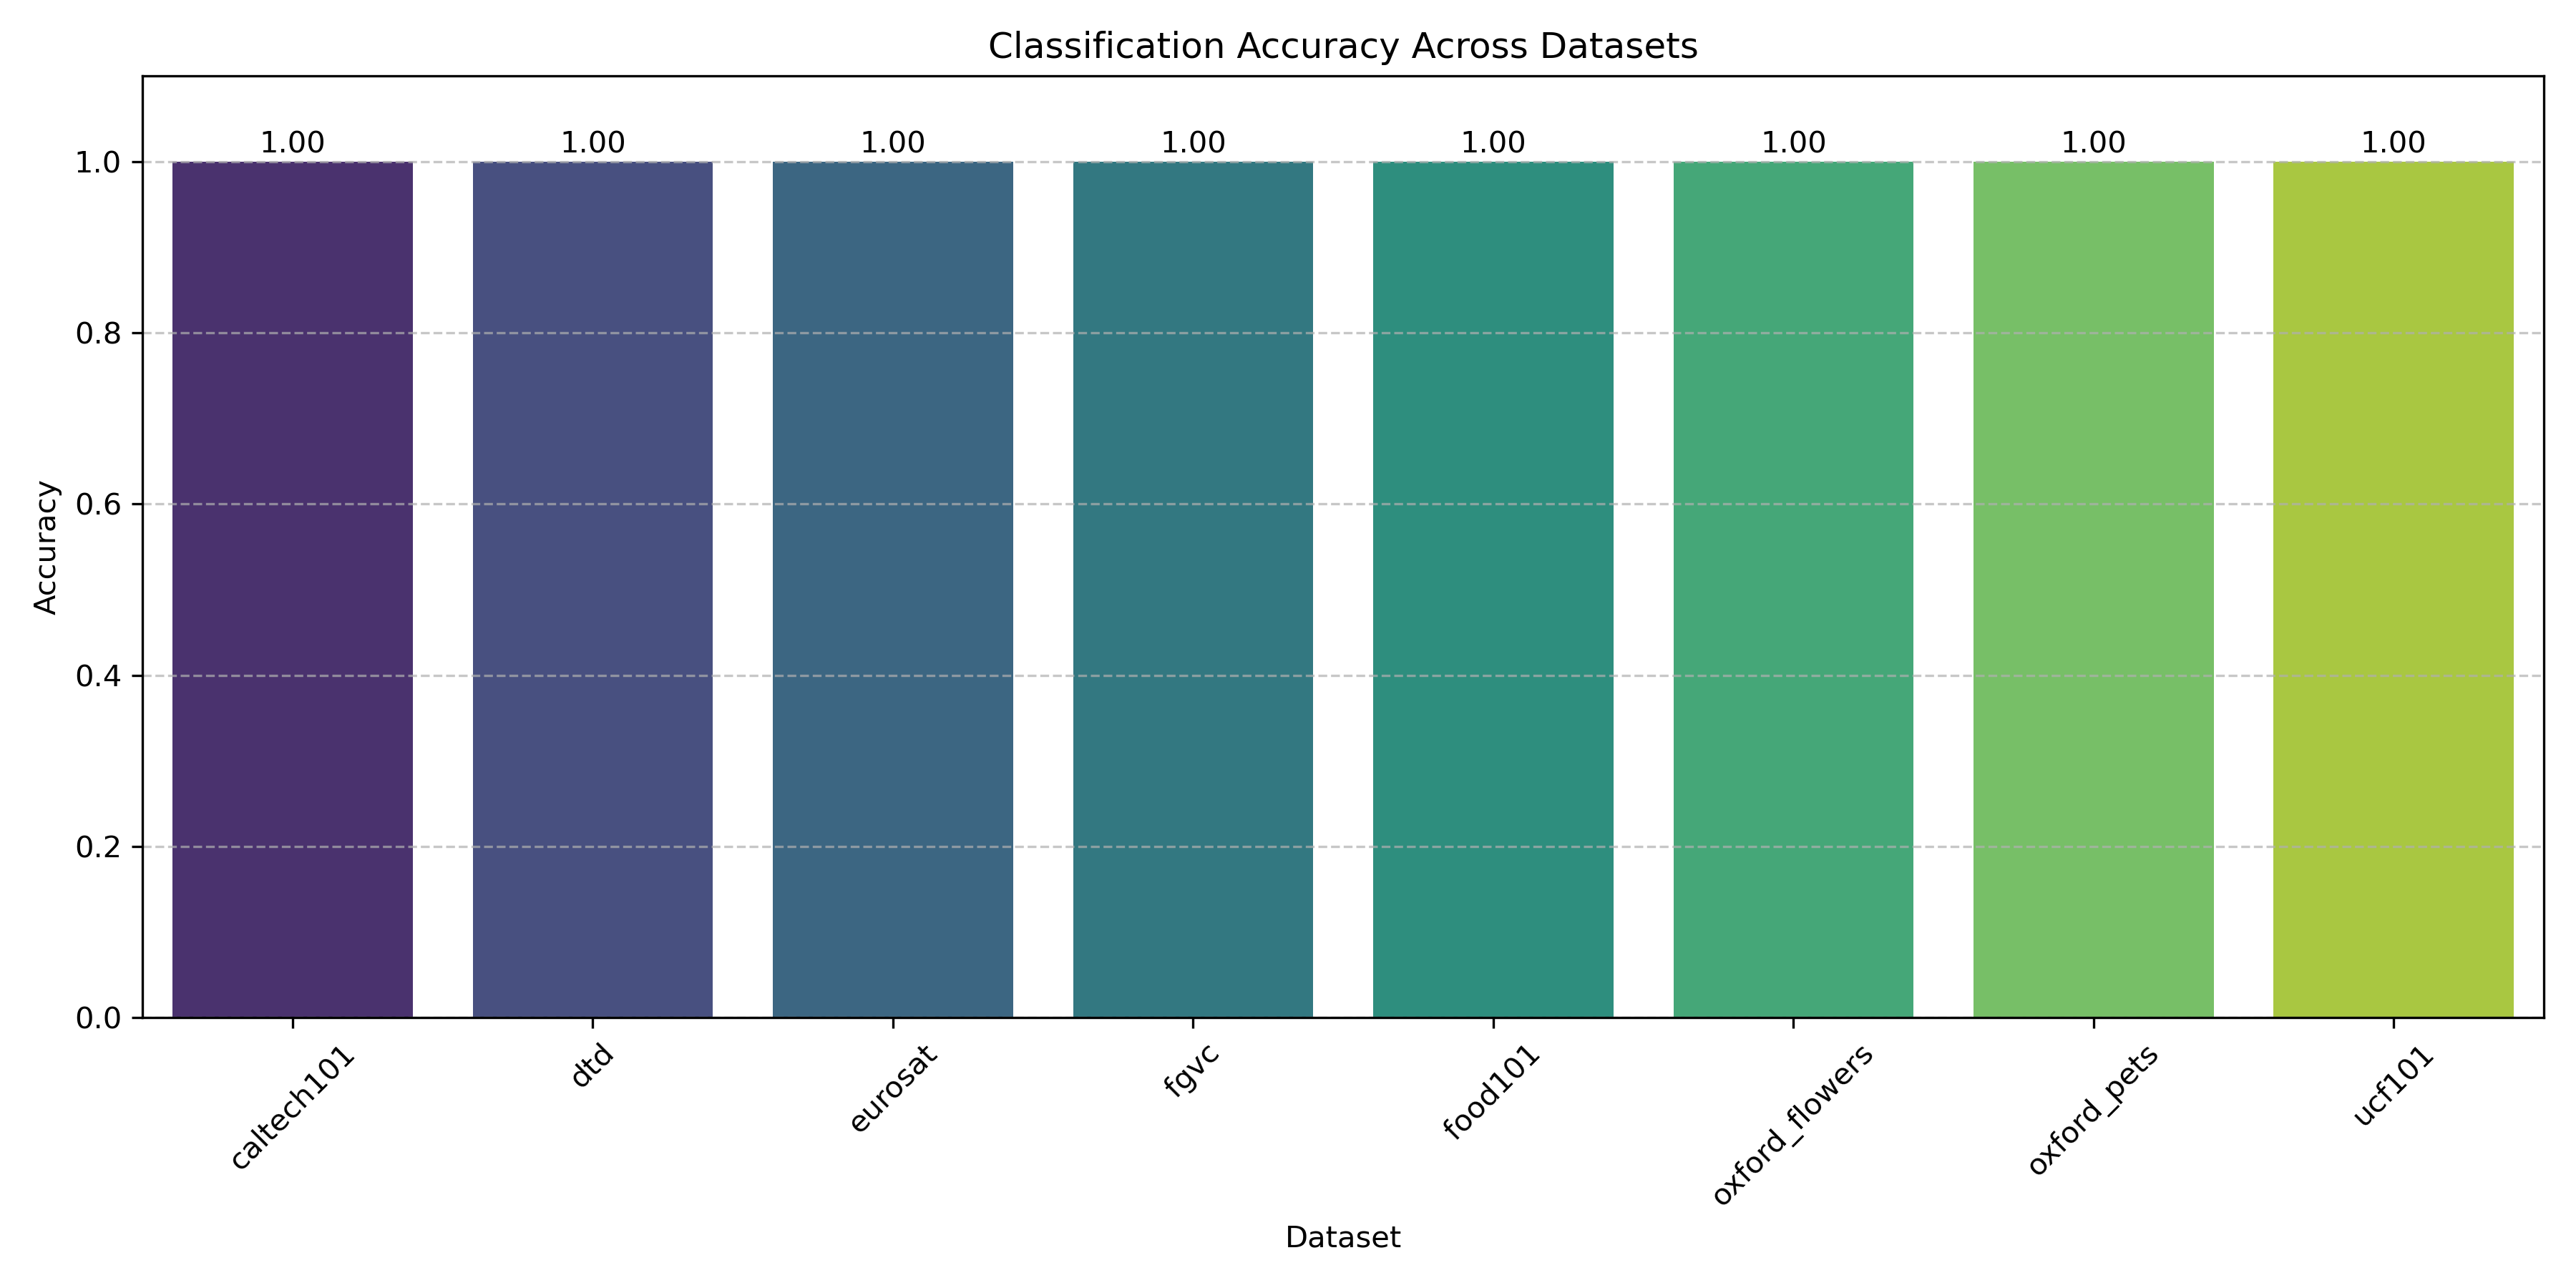 Classification Accuracy Across Datasets
1.00 1.00 1.00 1.00 1.00 1.00 1.00 1.00
1.0
0.8
0.6
0.4
0.2
0.0
Accuracy
caltech101 dtd eurosat fgvc food101 oxford_flowers oxford_pets ucf101
Dataset